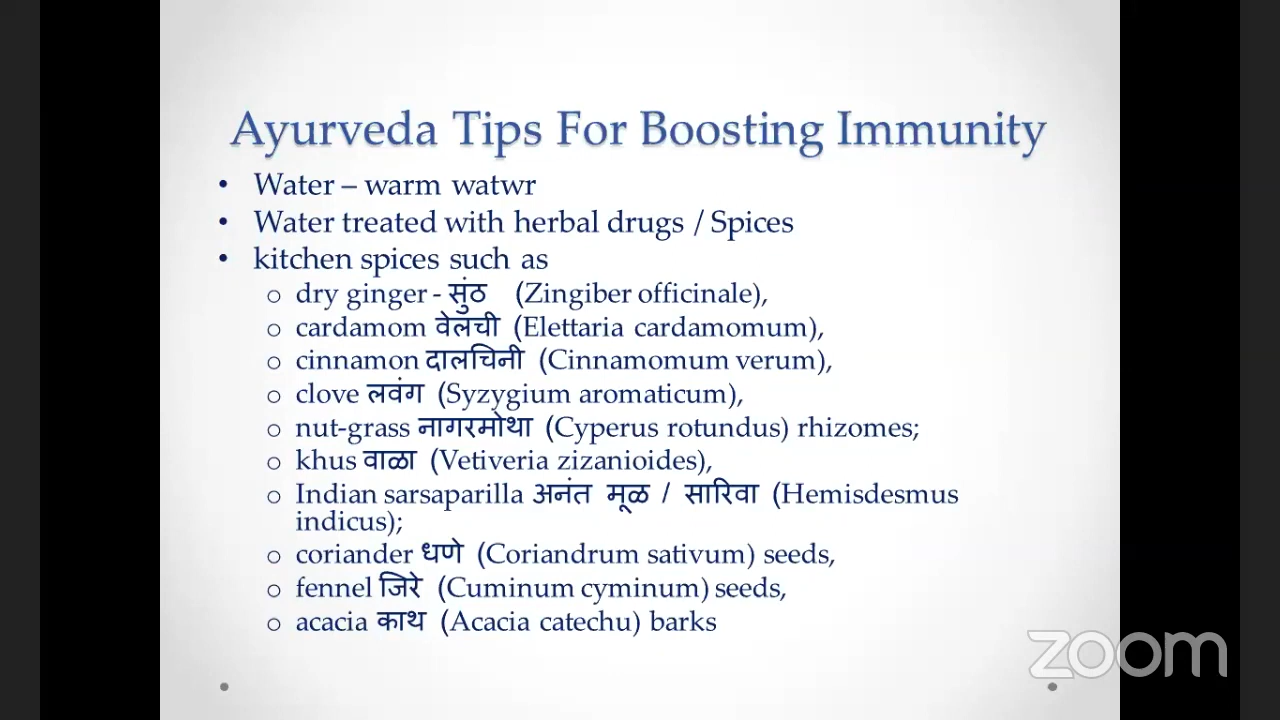 Ayurveda Tips For Boosting Immunity
• Water – warm watwr
• Water treated with herbal drugs / Spices
• kitchen spices such as
o dry ginger - सुंठ (Zingiber officinale),
o cardamom वेलची (Elettaria cardamomum),
o cinnamon दालचिनी (Cinnamomum verum),
o clove लवंग (Syzygium aromaticum),
o nut-grass नागरमोथा (Cyperus rotundus) rhizomes;
o khus वाळा (Vetiveria zizanioides),
o Indian sarsaparilla अनंत मूळ / सारिवा (Hemisdesmus
indicus);
o coriander धणे (Coriandrum sativum) seeds,
o fennel जिरे (Cuminum cyminum) seeds,
o acacia काथ (Acacia catechu) barks
zoom